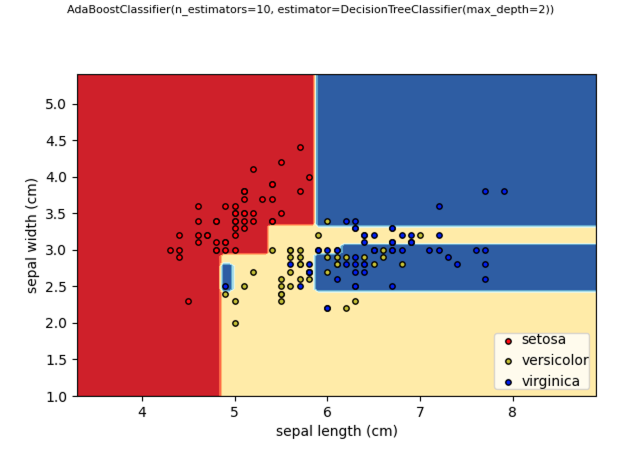 AdaBoostClassifier(n_estimators=10, estimator=DecisionTreeClassifier(max_depth=2))
5.0
4.5
4.0
3.5
3.0
2.5
2.0
1.5
1.0
sepal width (cm)
setosa
versicolor
virginica
4 5 6 7 8
sepal length (cm)